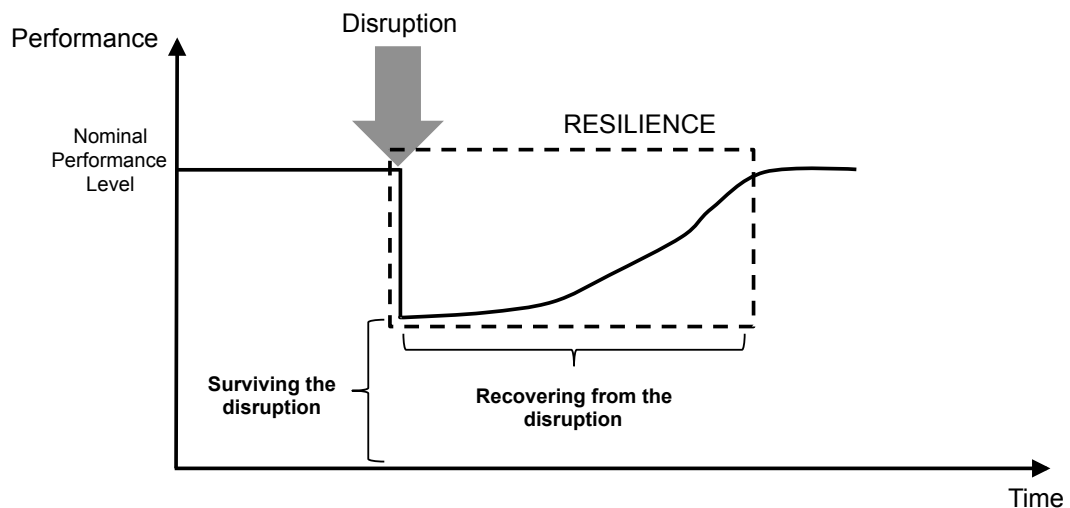 Disruption
Performance
RESILIENCE
Nominal
Performance
Level
Surviving the
disruption
Recovering from the
disruption
Time